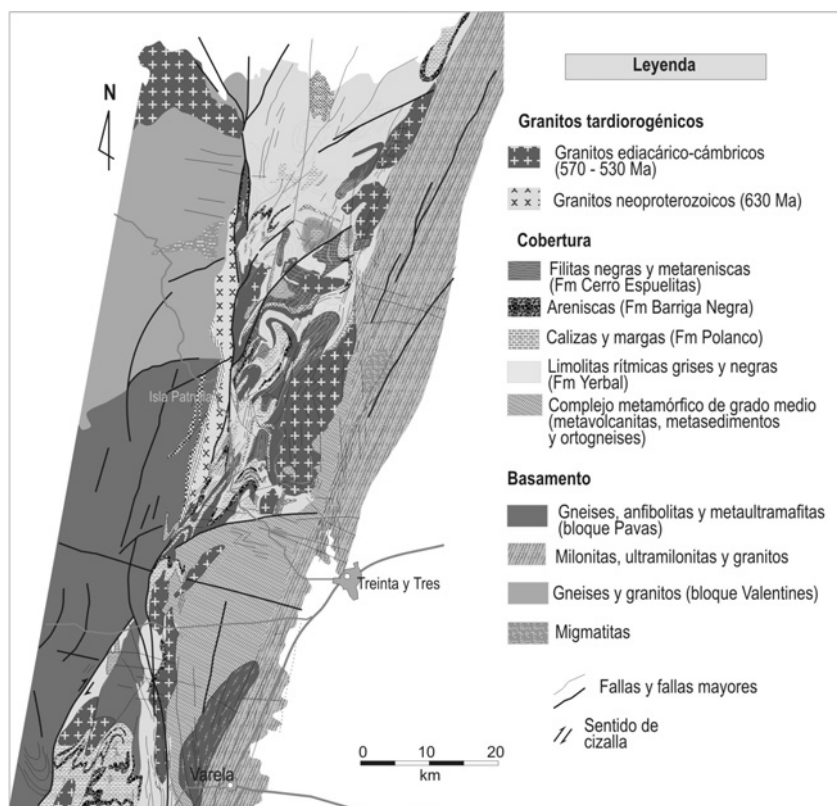 N
Isla Patrulla
Treinta y Tres
Varela
0 10 20
km
Leyenda
Granitos tardiorogénicos
Granitos ediacárico-cámbricos
(570 - 530 Ma)
Granitos neoproterozoicos (630 Ma)
Cobertura
Filitas negras y metareniscas
(Fm Cerro Espuelitas)
Areniscas (Fm Barriga Negra)
Calizas y margas (Fm Polanco)
Limolitas rítmicas grises y negras
(Fm Yerbal)
Complejo metamórfico de grado medio
(metavolcanitas, metasedimentos
y ortogneises)
Basamento
Gneises, anfibolitas y metaultramafitas
(bloque Pavas)
Milonitas, ultramilonitas y granitos
Gneises y granitos (bloque Valentines)
Migmatitas
Fallas y fallas mayores
Sentido de
cizalla